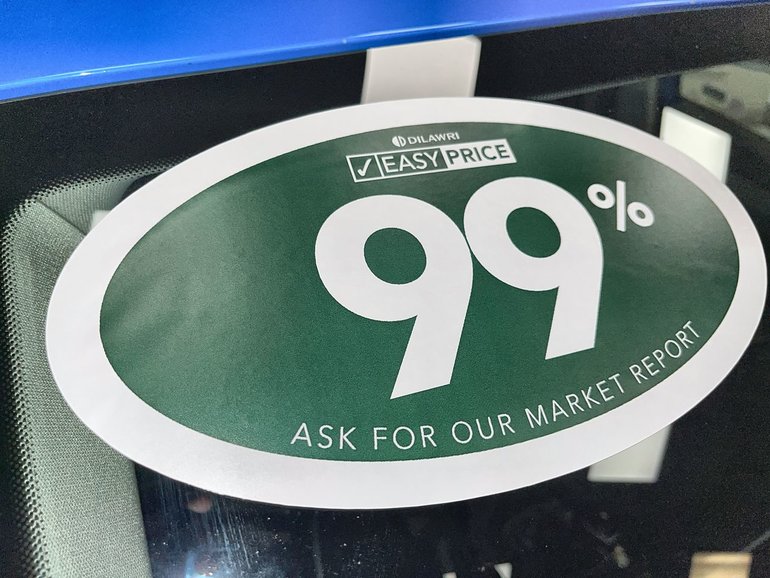 DILAWRI
✓ EASY PRICE
99%
ASK FOR OUR MARKET REPORT